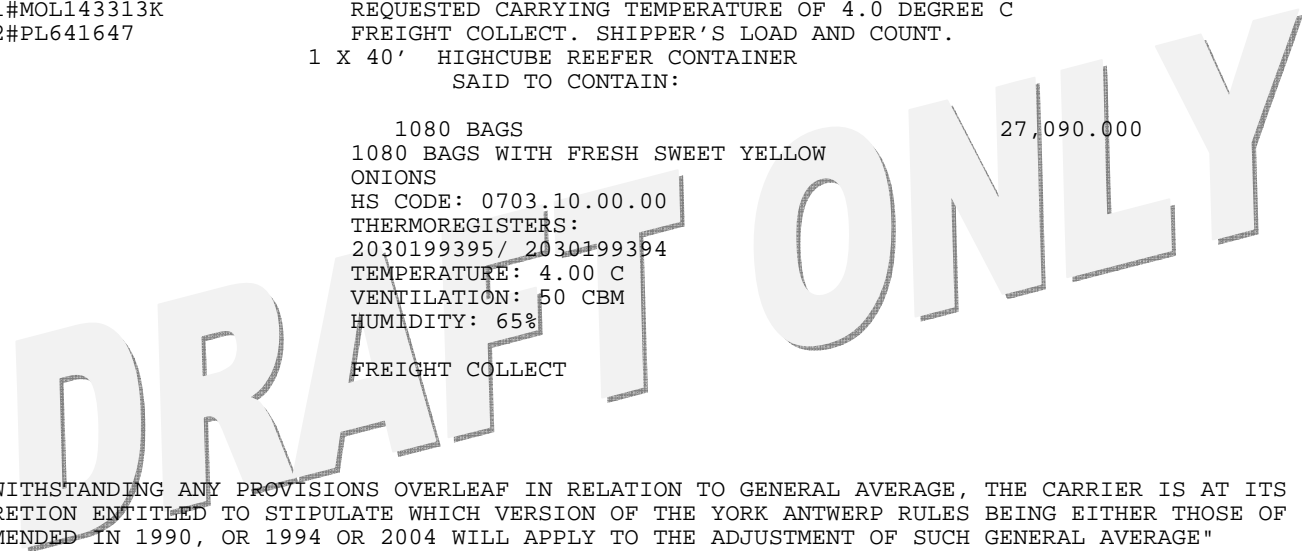 1#MOL143313K REQUESTED CARRYING TEMPERATURE OF 4.0 DEGREE C
2#PL641647 FREIGHT COLLECT. SHIPPER'S LOAD AND COUNT.
1 X 40' HIGHCUBE REEFER CONTAINER
SAID TO CONTAIN:
1080 BAGS 27,090.000
1080 BAGS WITH FRESH SWEET YELLOW
ONIONS
HS CODE: 0703.10.00.00
THERMOREGISTERS:
2030199395/ 2030199394
TEMPERATURE: 4.00 C
VENTILATION: 50 CBM
HUMIDITY: 65%
FREIGHT COLLECT
DRAFT ONLY
WITHSTANDING ANY PROVISIONS OVERLEAF IN RELATION TO GENERAL AVERAGE, THE CARRIER IS AT ITS
RETION ENTITLED TO STIPULATE WHICH VERSION OF THE YORK ANTWERP RULES BEING EITHER THOSE OF
MENDED IN 1990, OR 1994 OR 2004 WILL APPLY TO THE ADJUSTMENT OF SUCH GENERAL AVERAGE"